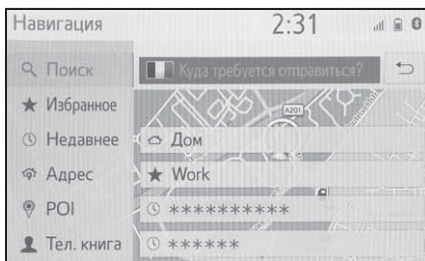 Навигация 2:31
Поиск Куда требуется отправиться?
A201
Избранное
Недавнее Дом
Адрес Work
POI **********
Тел. книга ******